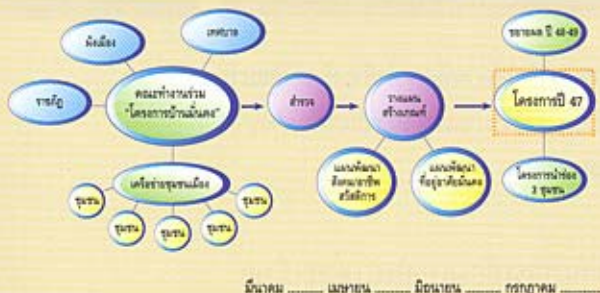 ผังเมือง
เทศบาล
ราชภัฏ
คณะทำงานร่วม
"โครงการบ้านมั่นคง"
สำรวจ
วางแผน
สร้างเกณฑ์
ขยายผล ปี 48-49
โครงการปี 47
โครงการนำร่อง
3 ชุมชน
แผนพัฒนา
สังคม/อาชีพ
สวัสดิการ
แผนพัฒนา
ที่อยู่อาศัยมั่นคง
เครือข่ายชุมชนเมือง
ชุมชน
ชุมชน
ชุมชน
ชุมชน
ชุมชน
มีนาคม ......... เมษายน ......... มิถุนายน ......... กรกฎาคม .........